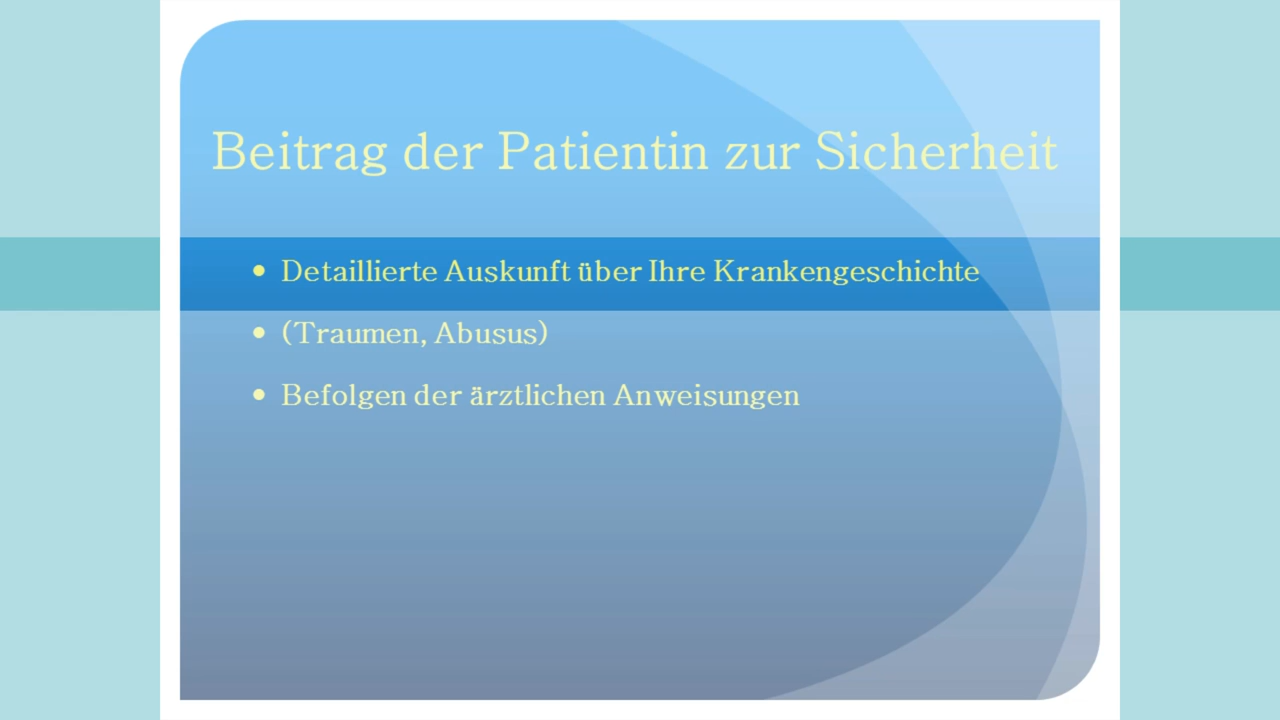 Beitrag der Patientin zur Sicherheit
• Detaillierte Auskunft über Ihre Krankengeschichte
• (Traumen, Abusus)
• Befolgen der ärztlichen Anweisungen